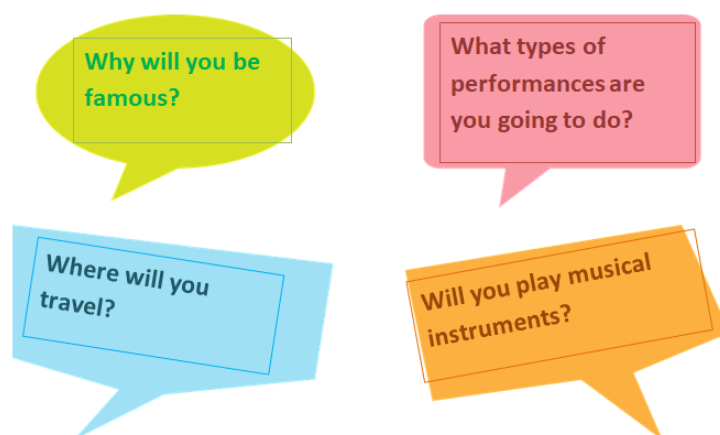 Why will you be
famous?
What types of
performances are
you going to do?
Where will you
travel?
Will you play musical
instruments?